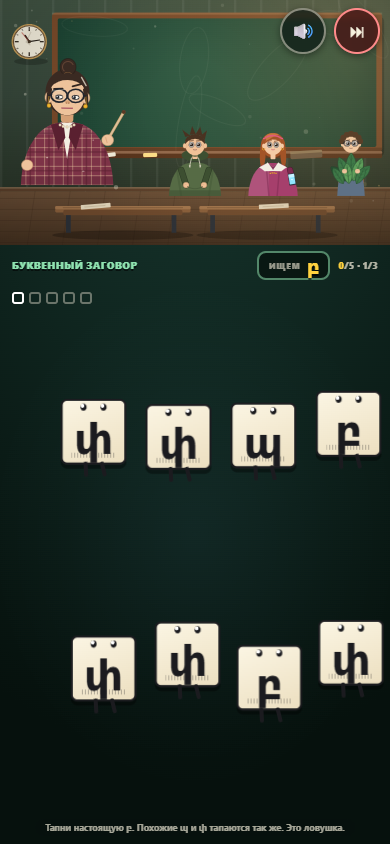 БУКВЕННЫЙ ЗАГОВОР
ИЩЕМ բ
0/5 · 1/3
փ փ պ բ
փ փ բ փ
Тапни настоящую բ. Похожие պ и փ тапаются так же. Это ловушка.